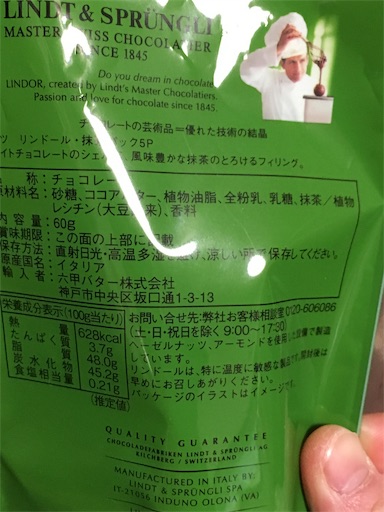 LINDT & SPRÜNGLI
MASTER SWISS CHOCOLATIER
SINCE 1845
Do you dream in chocolate
LINDOR, created by Lindt's Master Chocolatiers.
Passion and love for chocolate since 1845.
チョコレートの芸術品=優れた技術の結晶
ツ リンドール・抹 パック5P
イトチョコレートのシェ 風味豊かな抹茶のとろけるフィリング。
称:チョコレー
原材料名:砂糖、ココア ター、植物油脂、全粉乳、乳糖、抹茶/植物
レシチン(大豆 来)、香料
内容量:60g
賞味期限:この面の上部に記載
保存方法:直射日光・高温多湿を避け、涼しい所で保存してください。
原産国名:イタリア
輸入者:六甲バター株式会社
神戸市中央区坂口通1-3-13
栄養成分表示(100g当たり)
熱量 628kcal
たんぱく質 3.7g
脂質 48.0g
炭水化物 45.2g
食塩相当量 0.21g
(推定値)
お問い合せ先:弊社お客様相談室 0120-606086
(土・日・祝日を除く9:00〜17:30)
ヘーゼルナッツ、アーモンドを使用した設備で製造
しています。
リンドールは、特に温度に敏感な製品です。開封後は
早めにお召しあがりください。
パッケージのイラストはイメージです。
QUALITY GUARANTEE
CHOCOLADEFABRIKEN LINDT & SPRÜNGLI AG
KILCHBERG / SWITZERLAND
MANUFACTURED IN ITALY BY:
LINDT & SPRÜNGLI SPA
IT-21056 INDUNO OLONA (VA)